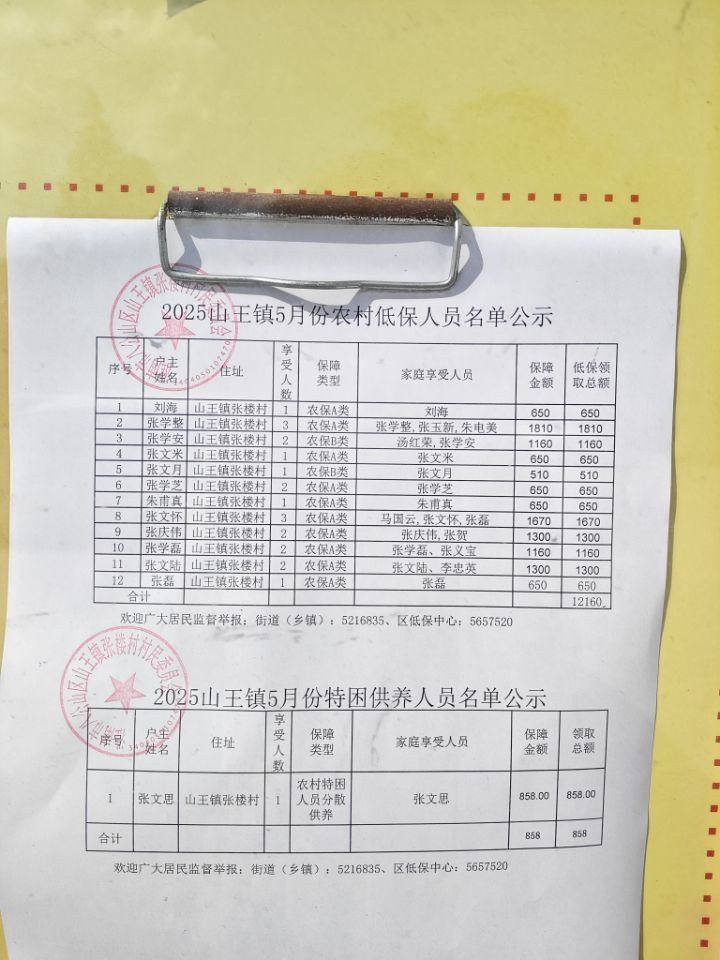 2025山王镇5月份农村低保人员名单公示
序号 户主姓名 住址 享受人数 保障类型 家庭享受人员 保障金额 低保领取总额
1 刘海 山王镇张楼村 1 农保A类 刘海 650 650
2 张学整 山王镇张楼村 3 农保A类 张学整,张玉新,朱电美 1810 1810
3 张学安 山王镇张楼村 2 农保B类 汤红荣,张学安 1160 1160
4 张文米 山王镇张楼村 1 农保A类 张文米 650 650
5 张文月 山王镇张楼村 1 农保B类 张文月 510 510
6 张学芝 山王镇张楼村 2 农保A类 张学芝 650 650
7 朱甫真 山王镇张楼村 1 农保A类 朱甫真 650 650
8 张文怀 山王镇张楼村 3 农保A类 马国云,张文怀,张磊 1670 1670
9 张庆伟 山王镇张楼村 2 农保A类 张庆伟,张贺 1300 1300
10 张学磊 山王镇张楼村 2 农保A类 张学磊、张义宝 1160 1160
11 张文陆 山王镇张楼村 2 农保A类 张文陆、李忠英 1300 1300
12 张磊 山王镇张楼村 1 农保A类 张磊 650 650
合计 12160
欢迎广大居民监督举报：街道（乡镇）：5216835、区低保中心：5657520
2025山王镇5月份特困供养人员名单公示
序号 户主姓名 住址 享受人数 保障类型 家庭享受人员 保障金额 领取总额
1 张文思 山王镇张楼村 1 农村特困人员分散供养 张文思 858.00 858.00
合计 858 858
欢迎广大居民监督举报：街道（乡镇）：5216835、区低保中心：5657520